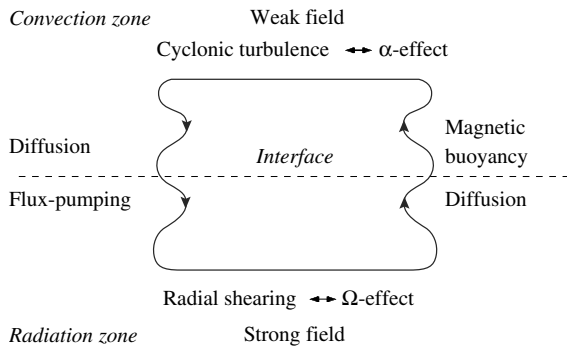 Convection zone Weak field
Cyclonic turbulence ↔ α-effect
Diffusion
Magnetic
buoyancy
Interface
Flux-pumping
Diffusion
Radial shearing ↔ Ω-effect
Radiation zone Strong field